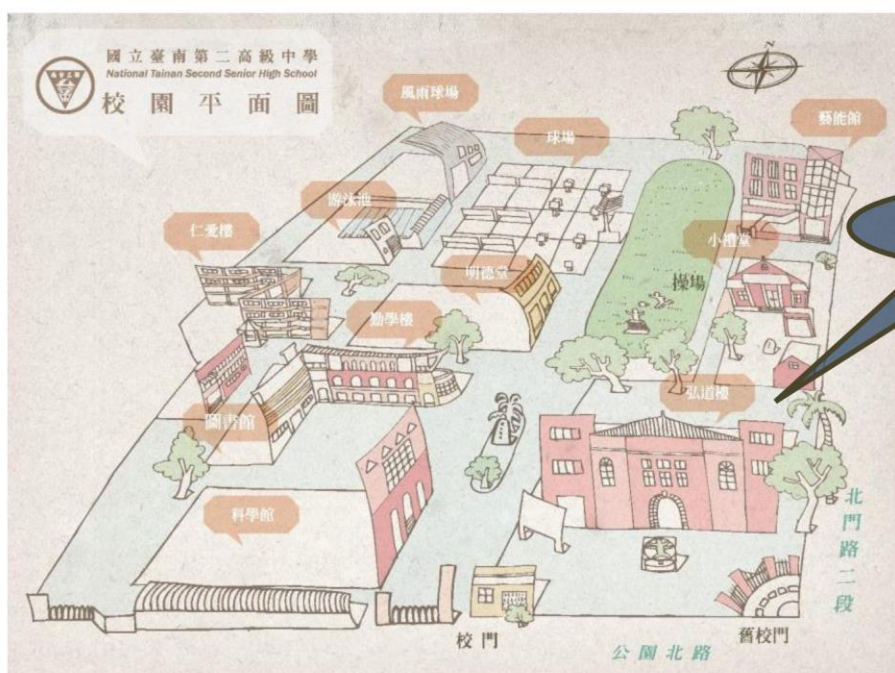 國立臺南第二高級中學
National Tainan Second Senior High School
校園平面圖
N
風雨球場
球場
藝能館
游泳池
仁愛樓
小禮堂
明德堂
操場
勤學樓
弘道樓
圖書館
科學館
北門路二段
校門
舊校門
公園北路